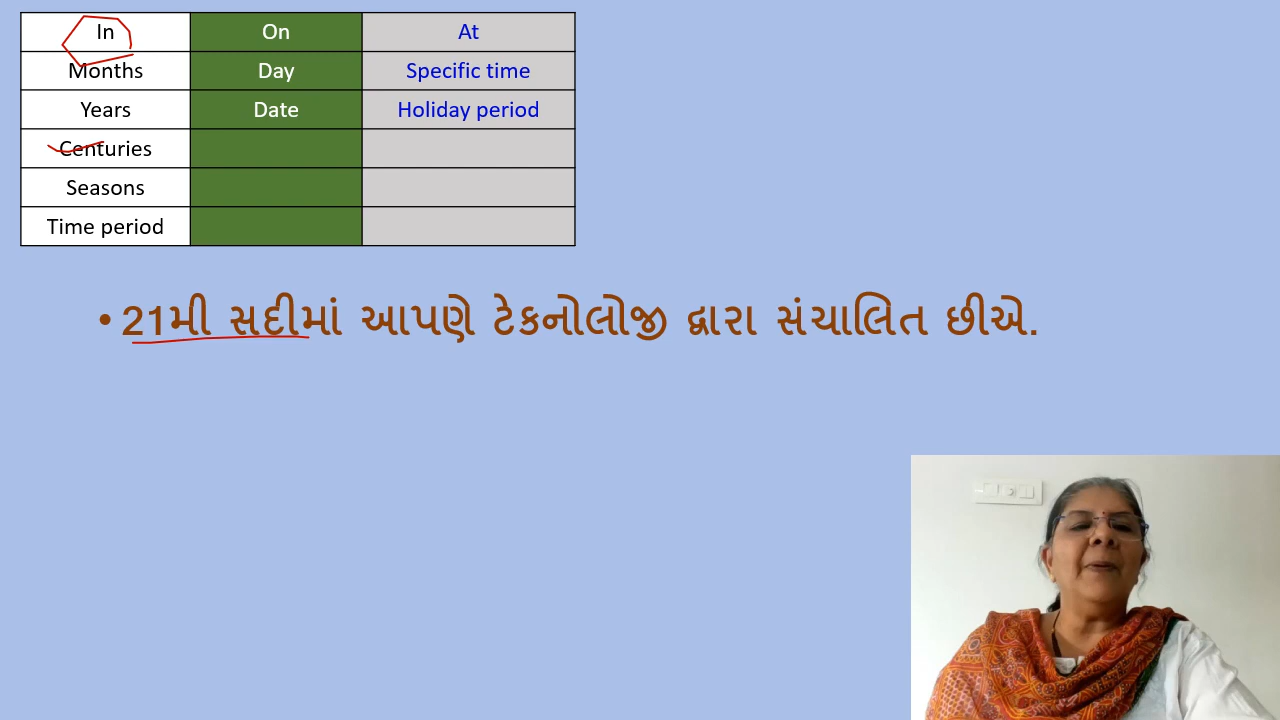 In On At
Months Day Specific time
Years Date Holiday period
Centuries
Seasons
Time period
• 21મી સદીમાં આપણે ટેકનોલોજી દ્વારા સંચાલિત છીએ.